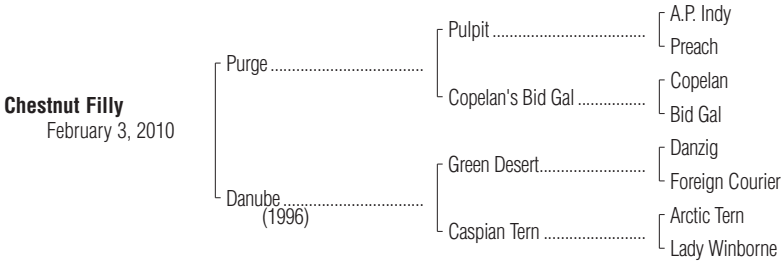 A.P. Indy
Pulpit ....................................
Preach
Purge ....................................
Copelan
Copelan's Bid Gal ................
Bid Gal
Chestnut Filly
February 3, 2010
Danzig
Green Desert.........................
Foreign Courier
Danube .................................
(1996)
Arctic Tern
Caspian Tern ........................
Lady Winborne